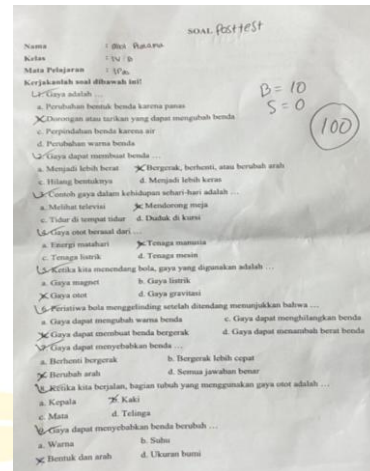 SOAL Posttest
Nama :
Kelas : IV / B
Mata Pelajaran : IPAs
Kerjakanlah soal dibawah ini!
B = 10
S = 0
100
1. Gaya adalah …
a. Perubahan bentuk benda karena panas
b. Dorongan atau tarikan yang dapat mengubah benda
c. Perpindahan benda karena air
d. Perubahan warna benda
2. Gaya dapat membuat benda …
a. Menjadi lebih berat b. Bergerak, berhenti, atau berubah arah
c. Hilang bentuknya d. Menjadi lebih keras
3. Contoh gaya dalam kehidupan sehari-hari adalah …
a. Melihat televisi b. Mendorong meja
c. Tidur di tempat tidur d. Duduk di kursi
4. Gaya otot berasal dari …
a. Energi matahari b. Tenaga manusia
c. Tenaga listrik d. Tenaga mesin
5. Ketika kita menendang bola, gaya yang digunakan adalah …
a. Gaya magnet b. Gaya listrik
c. Gaya otot d. Gaya gravitasi
6. Peristiwa bola menggelinding setelah ditendang menunjukkan bahwa …
a. Gaya dapat mengubah warna benda c. Gaya dapat menghilangkan benda
b. Gaya dapat membuat benda bergerak d. Gaya dapat menambah berat benda
7. Gaya dapat menyebabkan benda …
a. Berhenti bergerak b. Bergerak lebih cepat
c. Berubah arah d. Semua jawaban benar
8. Ketika kita berjalan, bagian tubuh yang menggunakan gaya otot adalah …
a. Kepala b. Kaki
c. Mata d. Telinga
9. Gaya dapat menyebabkan benda berubah …
a. Warna b. Suhu
c. Bentuk dan arah d. Ukuran bumi